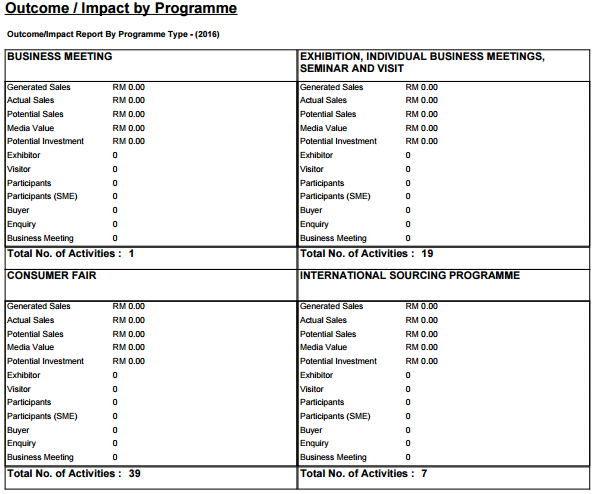 Outcome / Impact by Programme
Outcome/Impact Report By Programme Type - (2016)
BUSINESS MEETING
Generated Sales RM 0.00
Actual Sales RM 0.00
Potential Sales RM 0.00
Media Value RM 0.00
Potential Investment RM 0.00
Exhibitor 0
Visitor 0
Participants 0
Participants (SME) 0
Buyer 0
Enquiry 0
Business Meeting 0
Total No. of Activities : 1
EXHIBITION, INDIVIDUAL BUSINESS MEETINGS,
SEMINAR AND VISIT
Generated Sales RM 0.00
Actual Sales RM 0.00
Potential Sales RM 0.00
Media Value RM 0.00
Potential Investment RM 0.00
Exhibitor 0
Visitor 0
Participants 0
Participants (SME) 0
Buyer 0
Enquiry 0
Business Meeting 0
Total No. of Activities : 19
CONSUMER FAIR
Generated Sales RM 0.00
Actual Sales RM 0.00
Potential Sales RM 0.00
Media Value RM 0.00
Potential Investment RM 0.00
Exhibitor 0
Visitor 0
Participants 0
Participants (SME) 0
Buyer 0
Enquiry 0
Business Meeting 0
Total No. of Activities : 39
INTERNATIONAL SOURCING PROGRAMME
Generated Sales RM 0.00
Actual Sales RM 0.00
Potential Sales RM 0.00
Media Value RM 0.00
Potential Investment RM 0.00
Exhibitor 0
Visitor 0
Participants 0
Participants (SME) 0
Buyer 0
Enquiry 0
Business Meeting 0
Total No. of Activities : 7